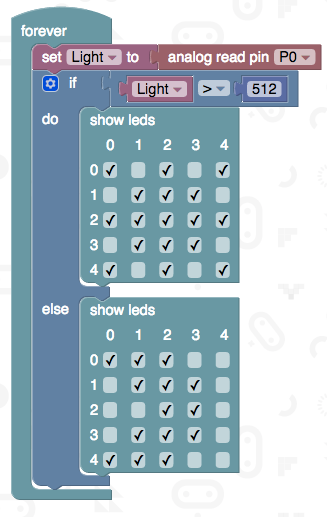 forever
set Light to analog read pin P0
if Light > 512
do show leds
0 1 2 3 4
0
1
2
3
4
else show leds
0 1 2 3 4
0
1
2
3
4